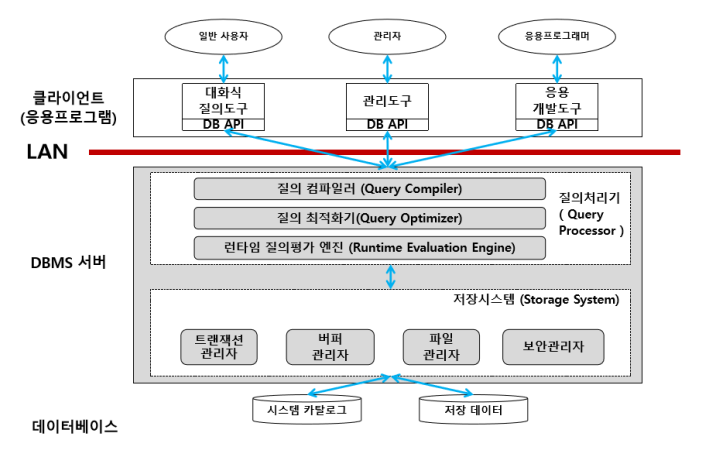 일반 사용자
관리자
응용프로그래머
클라이언트
(응용프로그램)
대화식
질의도구
DB API
관리도구
DB API
응용
개발도구
DB API
LAN
질의 컴파일러 (Query Compiler)
질의 최적화기(Query Optimizer)
런타임 질의평가 엔진 (Runtime Evaluation Engine)
질의처리기
( Query
Processor )
DBMS 서버
저장시스템 (Storage System)
트랜잭션
관리자
버퍼
관리자
파일
관리자
보안관리자
시스템 카달로그
저장 데이터
데이터베이스